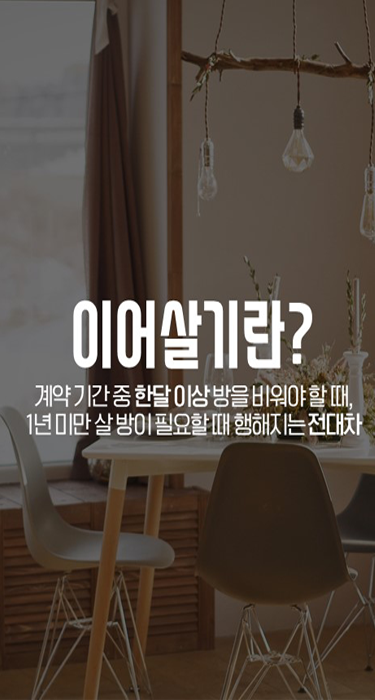 이어살기란?
계약 기간 중 한달 이상 방을 비워야 할 때,
1년 미만 살 방이 필요할 때 행해지는 전대차